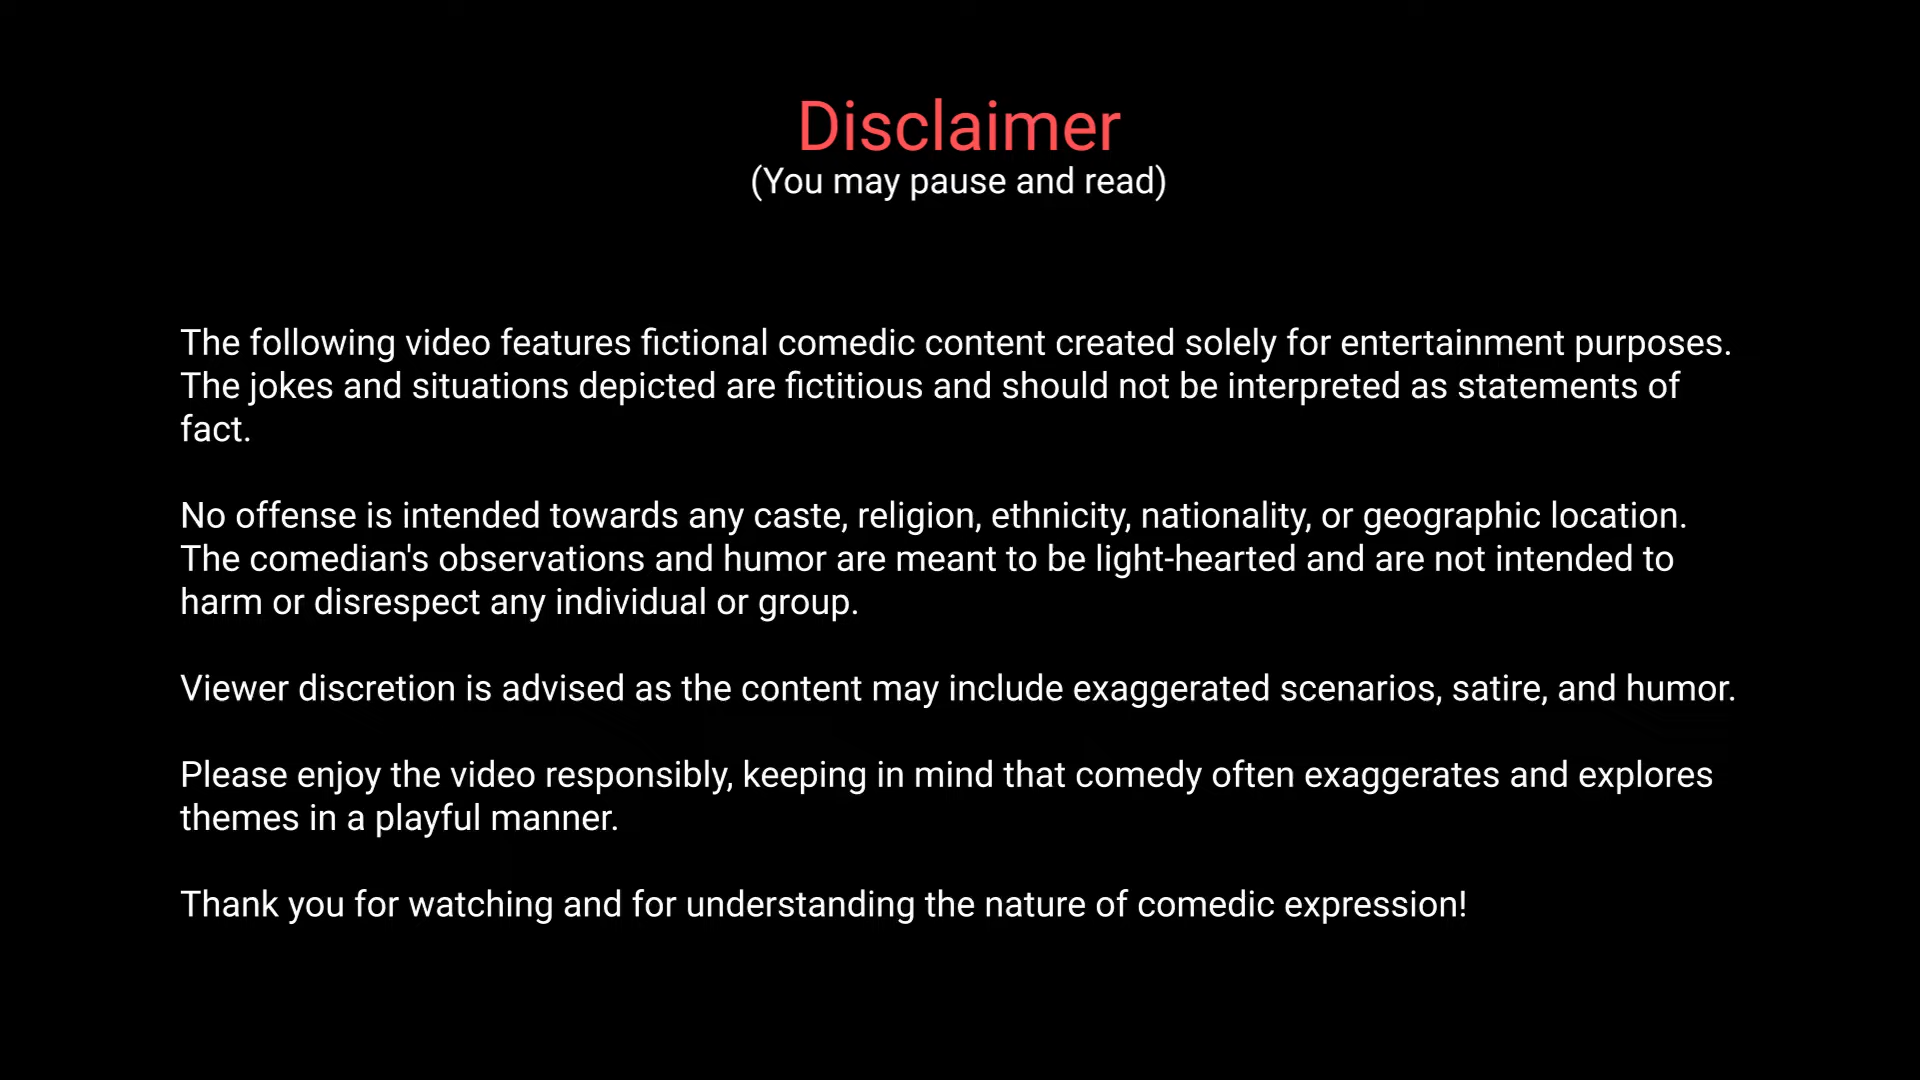 Disclaimer
(You may pause and read)
The following video features fictional comedic content created solely for entertainment purposes.
The jokes and situations depicted are fictitious and should not be interpreted as statements of
fact.
No offense is intended towards any caste, religion, ethnicity, nationality, or geographic location.
The comedian's observations and humor are meant to be light-hearted and are not intended to
harm or disrespect any individual or group.
Viewer discretion is advised as the content may include exaggerated scenarios, satire, and humor.
Please enjoy the video responsibly, keeping in mind that comedy often exaggerates and explores
themes in a playful manner.
Thank you for watching and for understanding the nature of comedic expression!